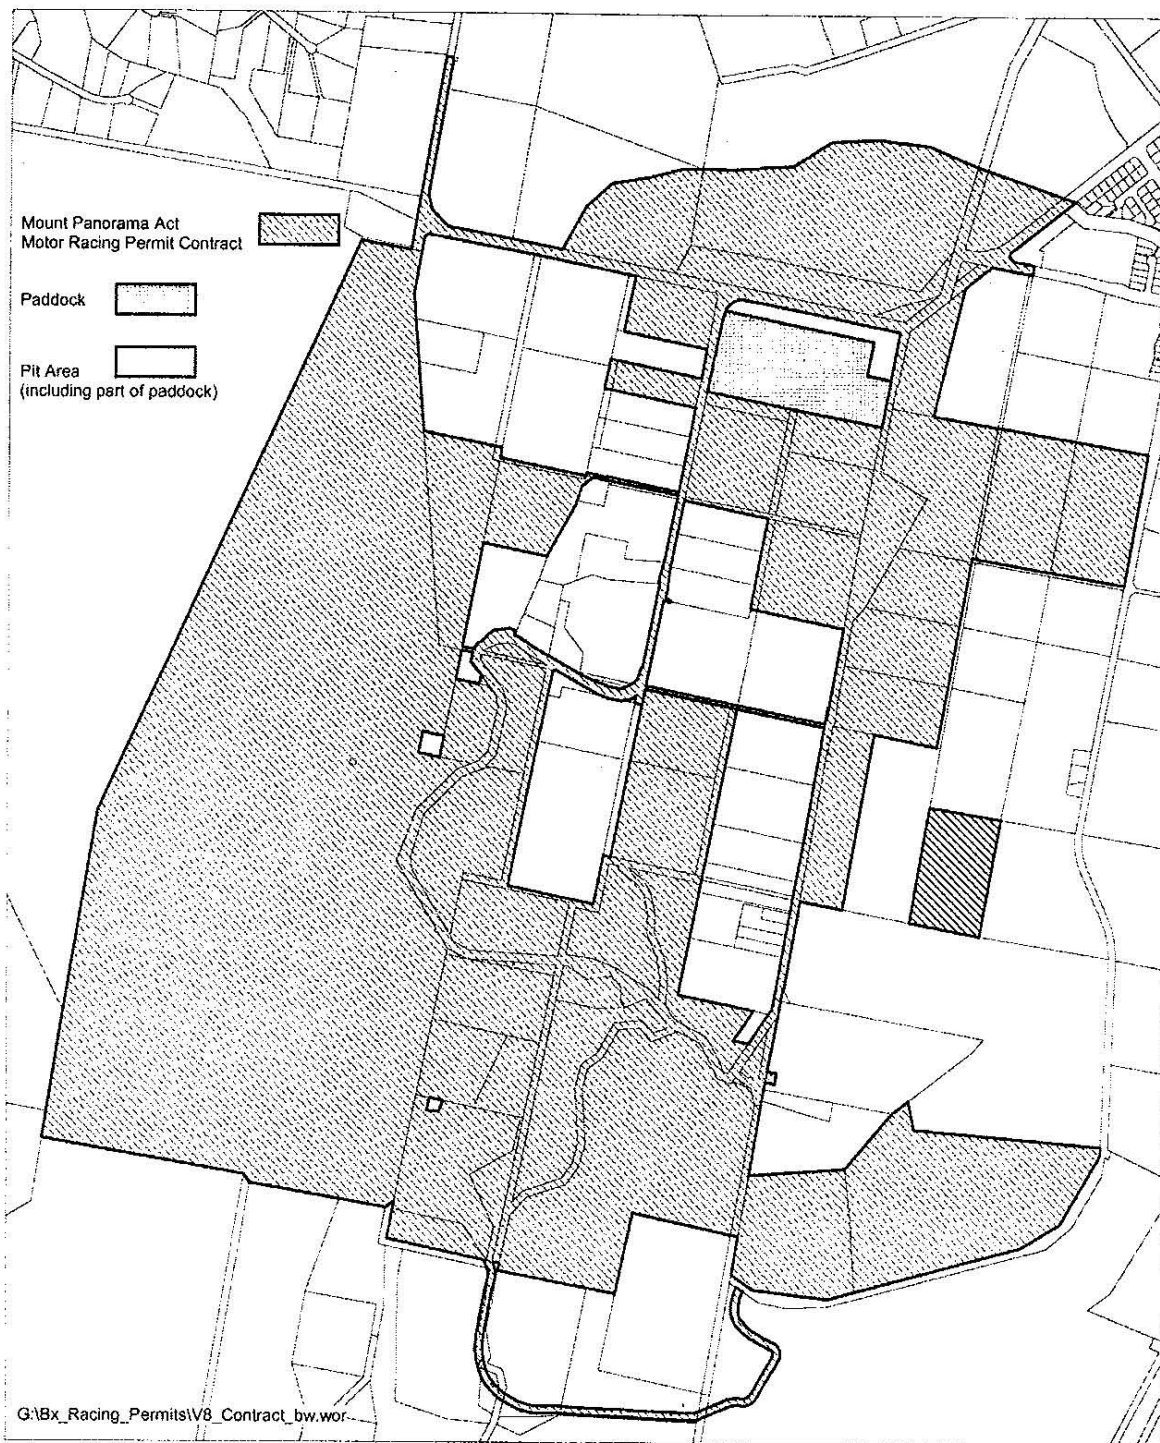 Mount Panorama Act
Motor Racing Permit Contract
Paddock
Pit Area
(including part of paddock)
G:\Bx_Racing_Permits\V8_Contract_bw.wor